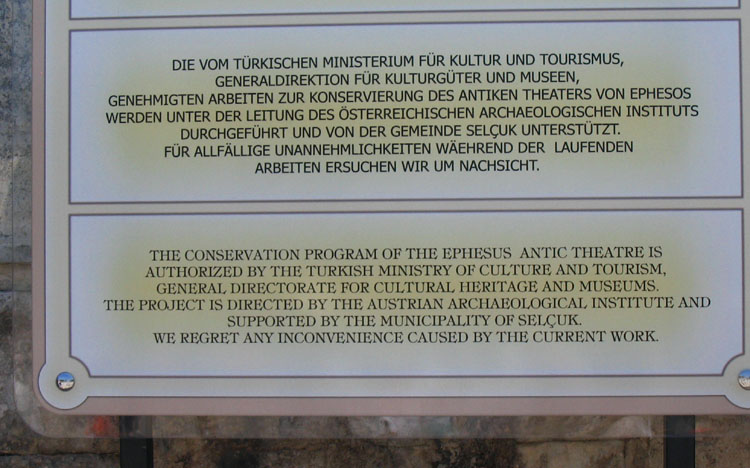 DIE VOM TÜRKISCHEN MINISTERIUM FÜR KULTUR UND TOURISMUS,
GENERALDIREKTION FÜR KULTURGÜTER UND MUSEEN,
GENEHMIGTEN ARBEITEN ZUR KONSERVIERUNG DES ANTIKEN THEATERS VON EPHESOS
WERDEN UNTER DER LEITUNG DES ÖSTERREICHISCHEN ARCHAEOLOGISCHEN INSTITUTS
DURCHGEFÜHRT UND VON DER GEMEINDE SELÇUK UNTERSTÜTZT.
FÜR ALLFÄLLIGE UNANNEHMLICHKEITEN WÄEHREND DER LAUFENDEN
ARBEITEN ERSUCHEN WIR UM NACHSICHT.
THE CONSERVATION PROGRAM OF THE EPHESUS ANTIC THEATRE IS
AUTHORIZED BY THE TURKISH MINISTRY OF CULTURE AND TOURISM,
GENERAL DIRECTORATE FOR CULTURAL HERITAGE AND MUSEUMS.
THE PROJECT IS DIRECTED BY THE AUSTRIAN ARCHAEOLOGICAL INSTITUTE AND
SUPPORTED BY THE MUNICIPALITY OF SELÇUK.
WE REGRET ANY INCONVENIENCE CAUSED BY THE CURRENT WORK.